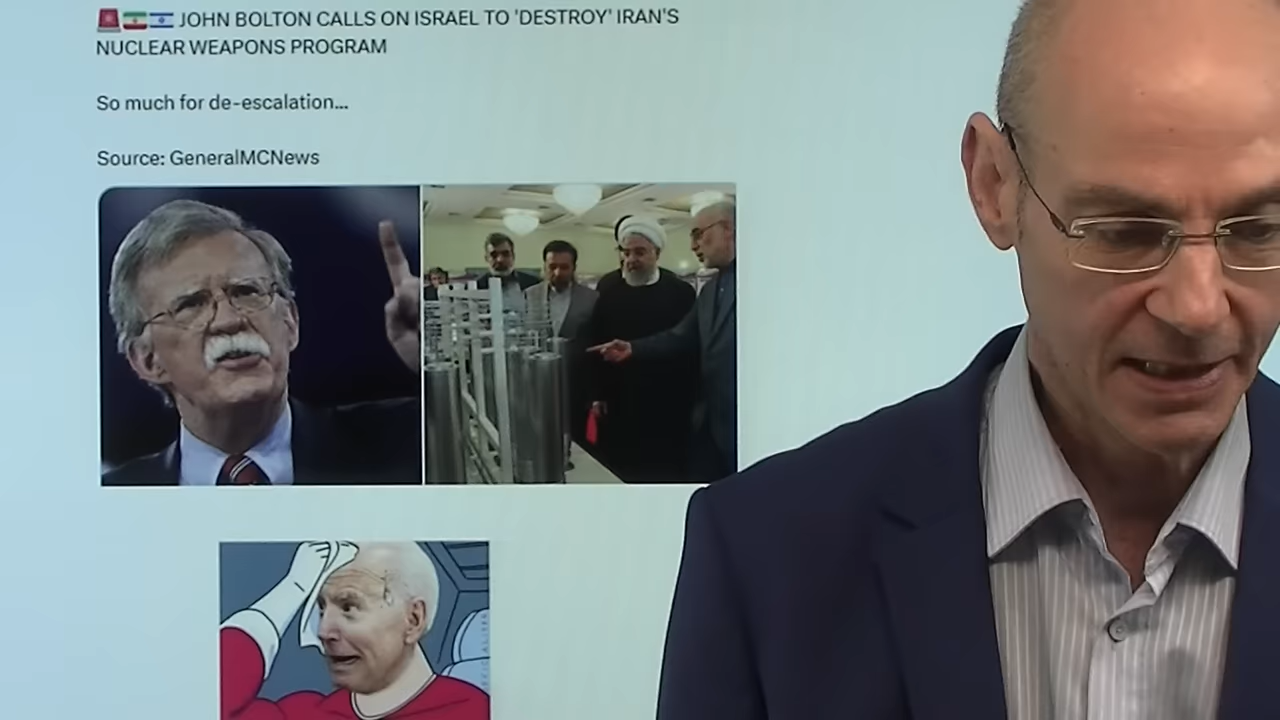 🚨🇮🇷🇮🇱 JOHN BOLTON CALLS ON ISRAEL TO 'DESTROY' IRAN'S
NUCLEAR WEAPONS PROGRAM
So much for de-escalation...
Source: GeneralMCNews